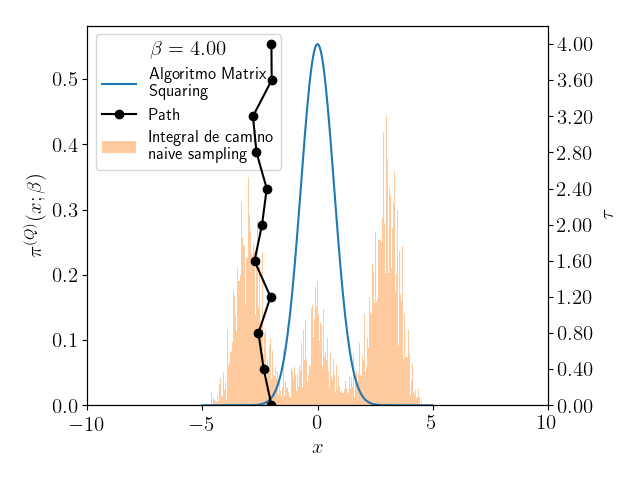 β = 4.00
Algoritmo Matrix
Squaring
Path
Integral de camino
naive sampling
π^(Q)(x; β)
0.5
0.4
0.3
0.2
0.1
0.0
4.00
3.60
3.20
2.80
2.40
2.00
1.60
1.20
0.80
0.40
0.00
τ
−10
−5
0
5
10
x